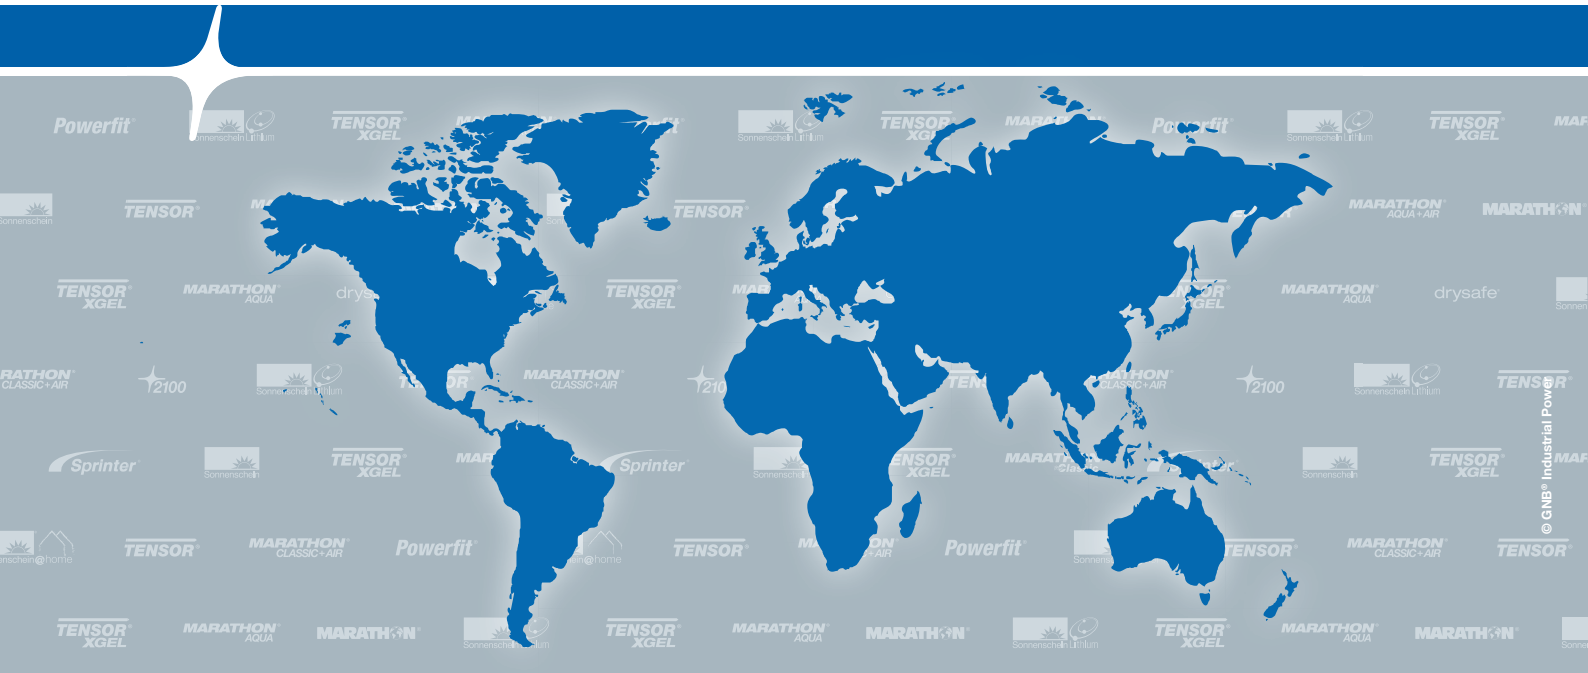 Powerfit®
Sonnenschein Lithium
TENSOR®
XGEL
Sonnenschein Lithium
TENSOR
XGEL
Powerfit®
Sonnenschein Lithium
TENSOR®
XGEL
Sonnenschein
TENSOR®
TENSOR®
MARATHON®
AQUA+AIR
MARATHON®
TENSOR®
XGEL
MARATHON®
AQUA
drys
TENSOR®
XGEL
MARATHON®
AQUA
drysafe®
RATHON®
CLASSIC+AIR
2100
Sonnenschein Lithium
MARATHON®
CLASSIC+AIR
210
2100
Sonnenschein Lithium
TENSOR®
Sprinter®
Sonnenschein
TENSOR®
XGEL
Sprinter®
Sonnenschein
TENSOR®
XGEL
© GNB® Industrial Power
TENSOR®
MARATHON®
CLASSIC+AIR
Powerfit®
TENSOR®
Powerfit®
TENSOR®
MARATHON®
CLASSIC+AIR
TENSOR®
TENSOR®
XGEL
MARATHON®
AQUA
MARATHON®
TENSOR®
XGEL
MARATHON®
AQUA
MARATHON®
Sonnenschein Lithium
TENSOR®
XGEL
MARATHON®
AQUA
MARATHON®